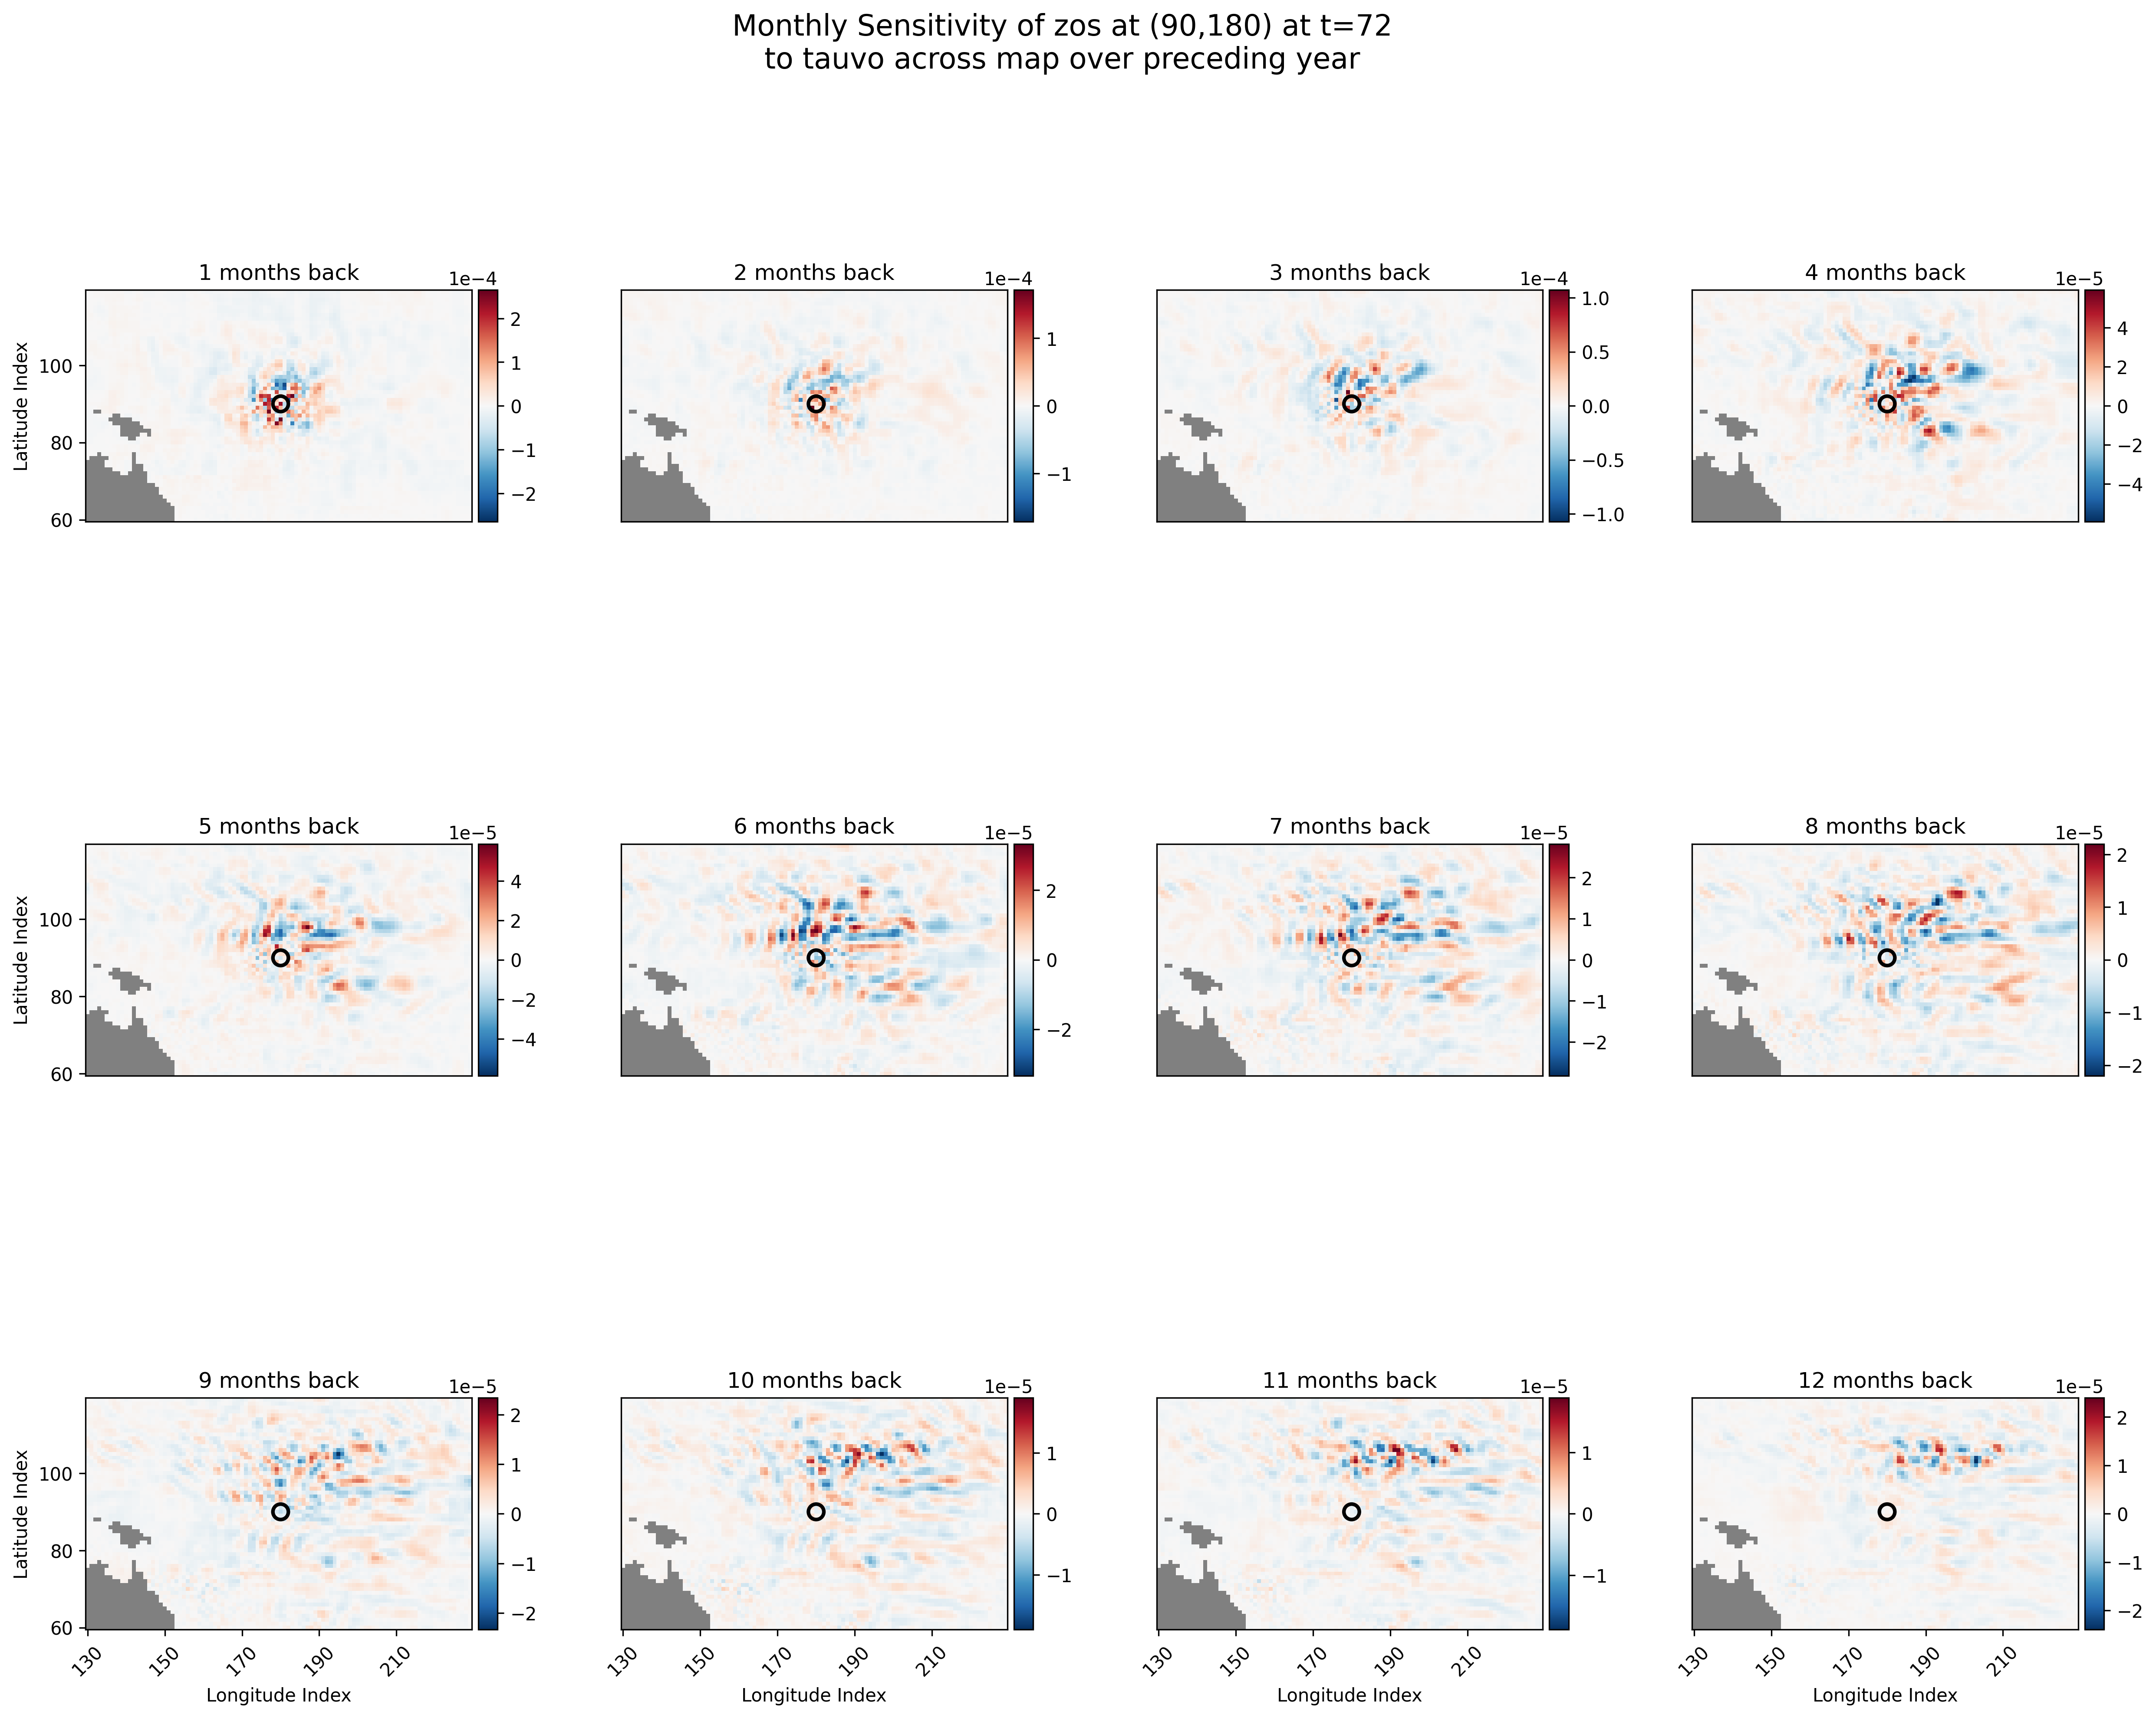 Monthly Sensitivity of zos at (90,180) at t=72
to tauvo across map over preceding year
1 months back
1e−4
2 months back
1e−4
3 months back
1e−4
4 months back
1e−5
Latitude Index
100
80
60
2
1
0
−1
−2
1
0
−1
1.0
0.5
0.0
−0.5
−1.0
4
2
0
−2
−4
5 months back
1e−5
6 months back
1e−5
7 months back
1e−5
8 months back
1e−5
Latitude Index
100
80
60
4
2
0
−2
−4
2
0
−2
2
1
0
−1
−2
2
1
0
−1
−2
9 months back
1e−5
10 months back
1e−5
11 months back
1e−5
12 months back
1e−5
Latitude Index
100
80
60
2
1
0
−1
−2
1
0
−1
1
0
−1
2
1
0
−1
−2
130 150 170 190 210
130 150 170 190 210
130 150 170 190 210
130 150 170 190 210
Longitude Index
Longitude Index
Longitude Index
Longitude Index